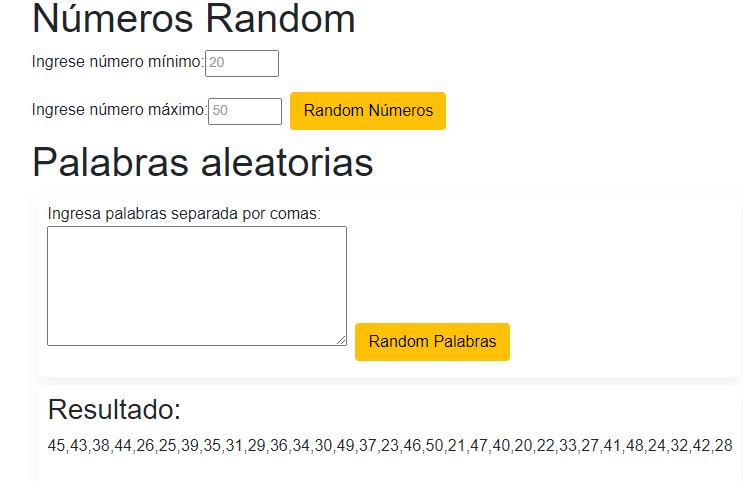 Números Random
Ingrese número mínimo: 20
Ingrese número máximo: 50 Random Números
Palabras aleatorias
Ingresa palabras separada por comas:
Random Palabras
Resultado:
45,43,38,44,26,25,39,35,31,29,36,34,30,49,37,23,46,50,21,47,40,20,22,33,27,41,48,24,32,42,28